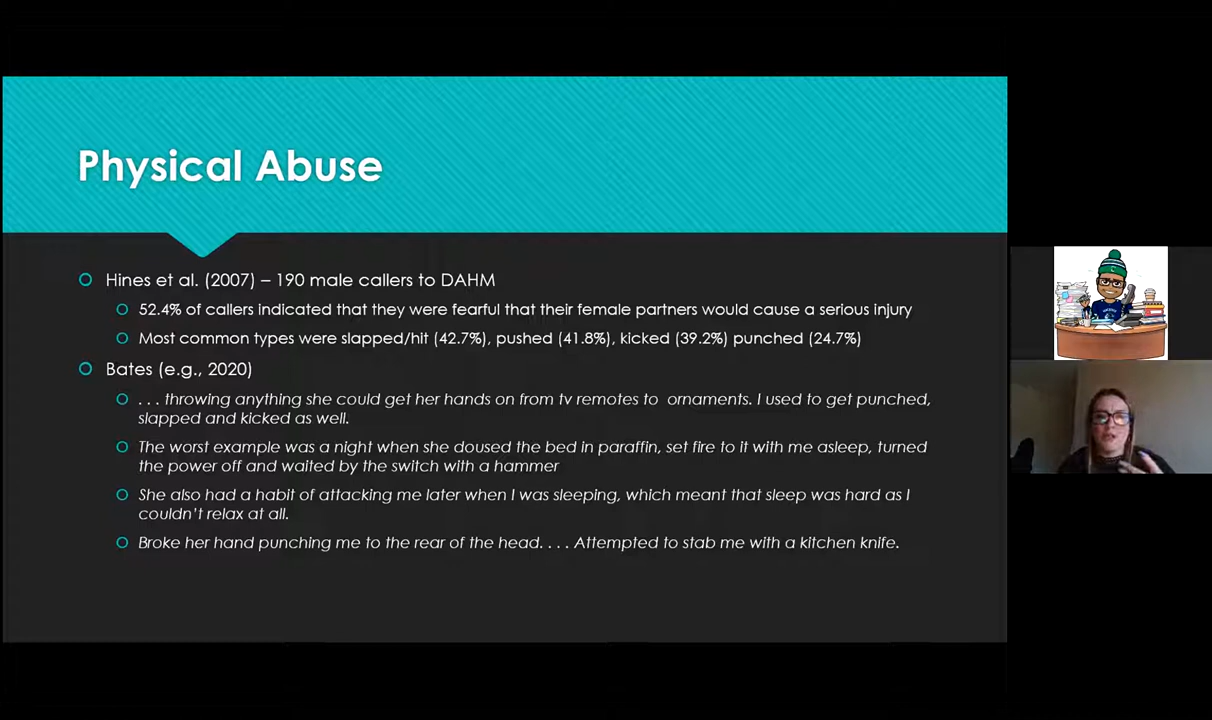 Physical Abuse
Hines et al. (2007) – 190 male callers to DAHM
52.4% of callers indicated that they were fearful that their female partners would cause a serious injury
Most common types were slapped/hit (42.7%), pushed (41.8%), kicked (39.2%) punched (24.7%)
Bates (e.g., 2020)
. . . throwing anything she could get her hands on from tv remotes to ornaments. I used to get punched,
slapped and kicked as well.
The worst example was a night when she doused the bed in paraffin, set fire to it with me asleep, turned
the power off and waited by the switch with a hammer
She also had a habit of attacking me later when I was sleeping, which meant that sleep was hard as I
couldn't relax at all.
Broke her hand punching me to the rear of the head. . . . Attempted to stab me with a kitchen knife.